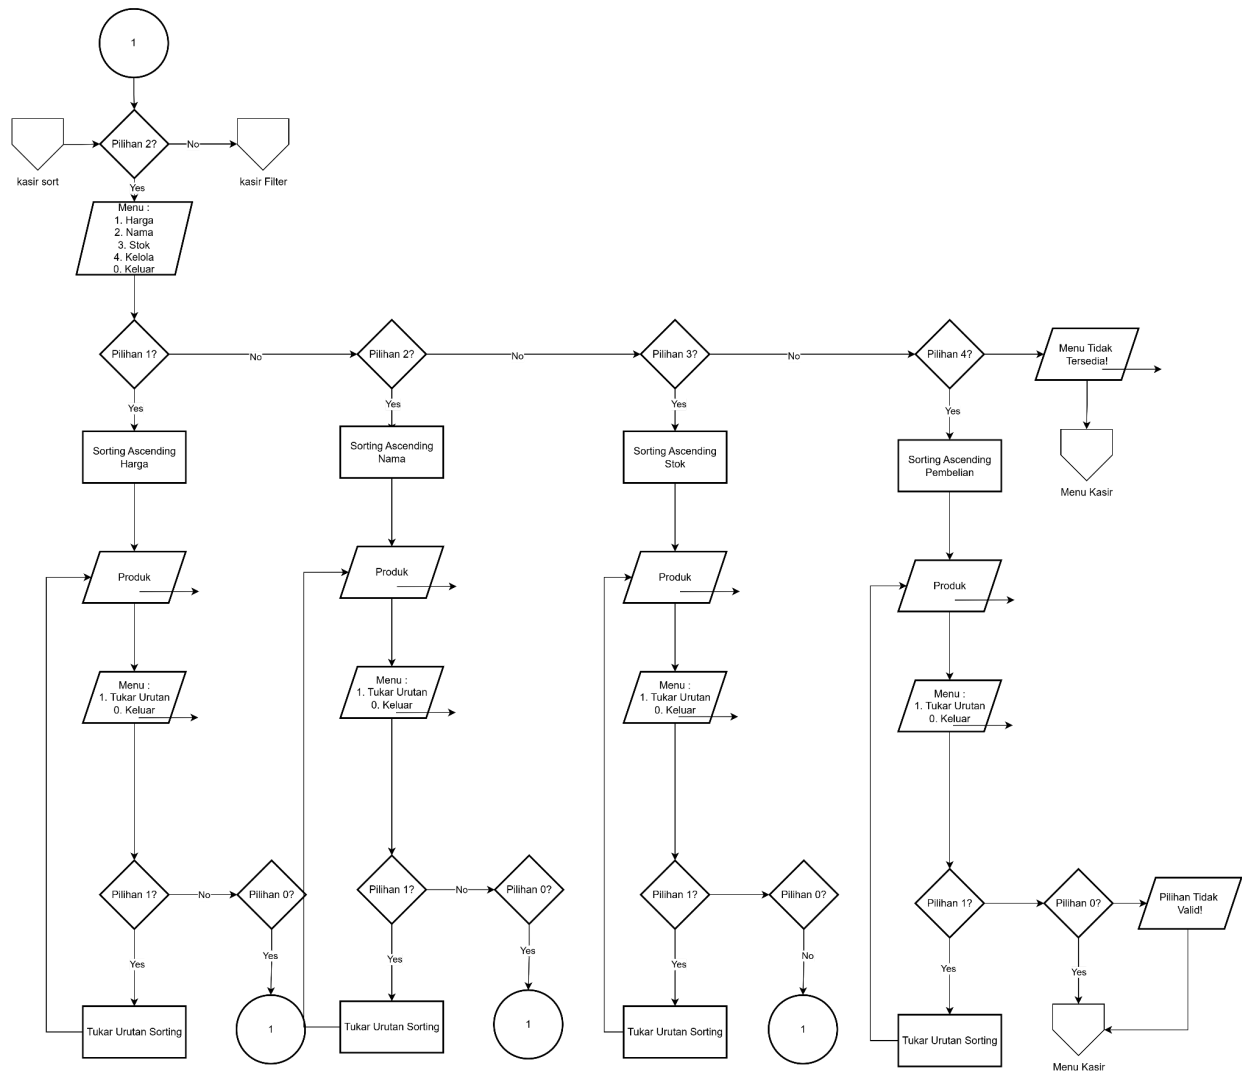 1
Pilihan 2?
No
kasir sort
kasir Filter
Yes
Menu :
1. Harga
2. Nama
3. Stok
4. Kelola
0. Keluar
Pilihan 1?
No
Pilihan 2?
No
Pilihan 3?
No
Pilihan 4?
Menu Tidak
Tersedia!
Yes
Yes
Yes
Yes
Sorting Ascending
Harga
Sorting Ascending
Nama
Sorting Ascending
Stok
Sorting Ascending
Pembelian
Menu Kasir
Produk
Produk
Produk
Produk
Menu :
1. Tukar Urutan
0. Keluar
Menu :
1. Tukar Urutan
0. Keluar
Menu :
1. Tukar Urutan
0. Keluar
Menu :
1. Tukar Urutan
0. Keluar
Pilihan 1?
No
Pilihan 0?
Pilihan 1?
No
Pilihan 0?
Pilihan 1?
Pilihan 0?
Pilihan 1?
Pilihan 0?
Pilihan Tidak
Valid!
Yes
Yes
Yes
Yes
Yes
No
Yes
Yes
Tukar Urutan Sorting
1
Tukar Urutan Sorting
1
Tukar Urutan Sorting
1
Tukar Urutan Sorting
Menu Kasir